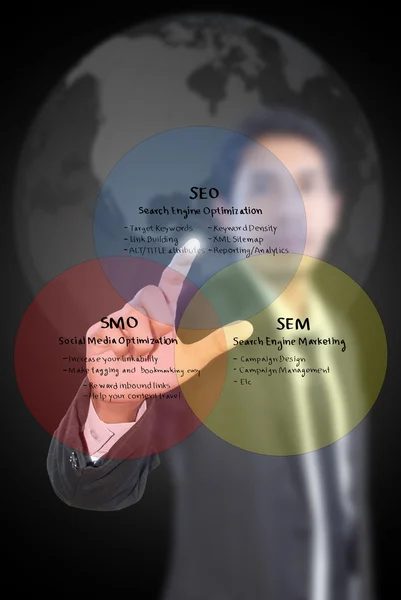 SEO
Search Engine Optimization
- Target Keywords - Keyword Density
- Link Building - XML Sitemap
- ALT/TITLE attributes - Reporting/Analytics
SMO
Social Media Optimization
- Increase your linkability
- Make tagging and bookmarking easy
- Reward inbound links
- Help your content travel
SEM
Search Engine Marketing
- Campaign Design
- Campaign Management
- Etc